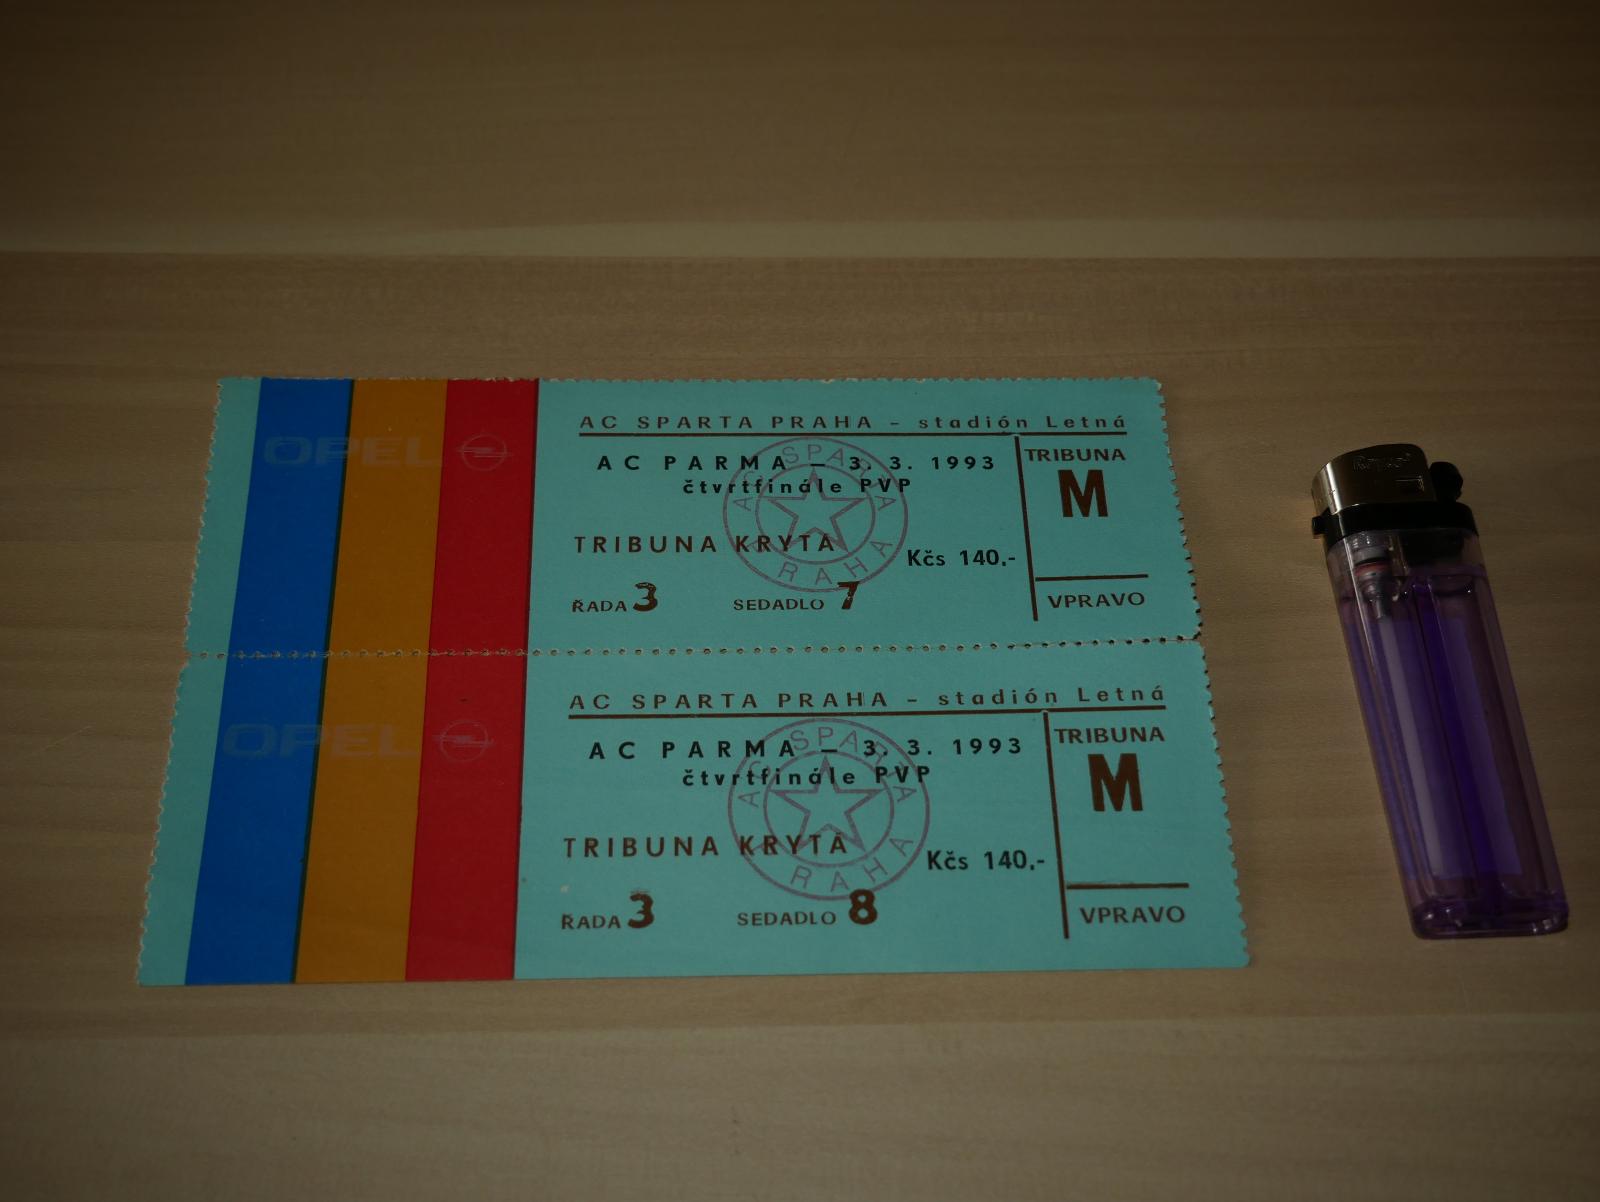 OPEL
AC SPARTA PRAHA - stadión Letná
AC PARMA - 3. 3. 1993
čtvrtfinále PVP
TRIBUNA KRYTÁ
Kčs 140,-
ŘADA 3 SEDADLO 7
TRIBUNA
M
VPRAVO
AC SPARTA PRAHA
OPEL
AC SPARTA PRAHA - stadión Letná
AC PARMA - 3. 3. 1993
čtvrtfinále PVP
TRIBUNA KRYTÁ
Kčs 140,-
ŘADA 3 SEDADLO 8
TRIBUNA
M
VPRAVO
AC SPARTA PRAHA